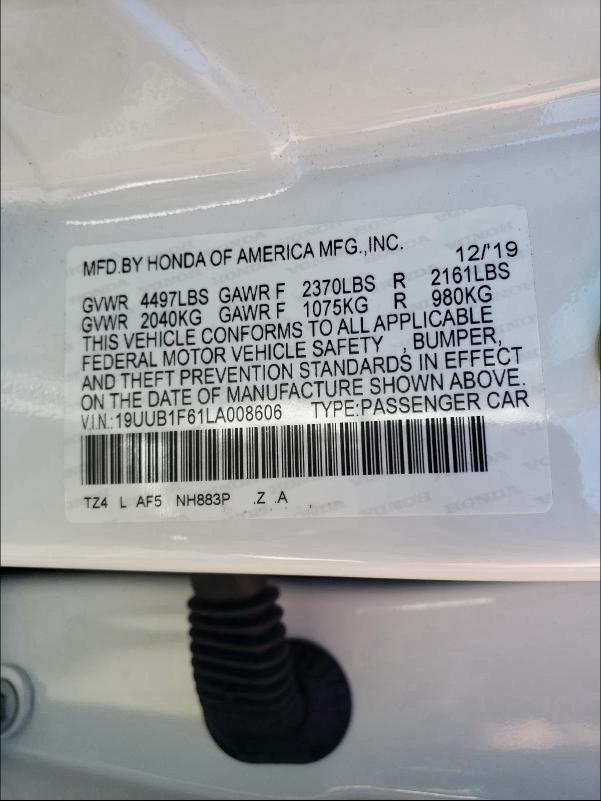 MFD.BY HONDA OF AMERICA MFG.,INC. 12/'19
GVWR 4497LBS GAWR F 2370LBS R 2161LBS
GVWR 2040KG GAWR F 1075KG R 980KG
THIS VEHICLE CONFORMS TO ALL APPLICABLE
FEDERAL MOTOR VEHICLE SAFETY , BUMPER,
AND THEFT PREVENTION STANDARDS IN EFFECT
ON THE DATE OF MANUFACTURE SHOWN ABOVE.
V.I.N.:19UUB1F61LA008606 TYPE:PASSENGER CAR
TZ4 L AF5 NH883P .Z .A